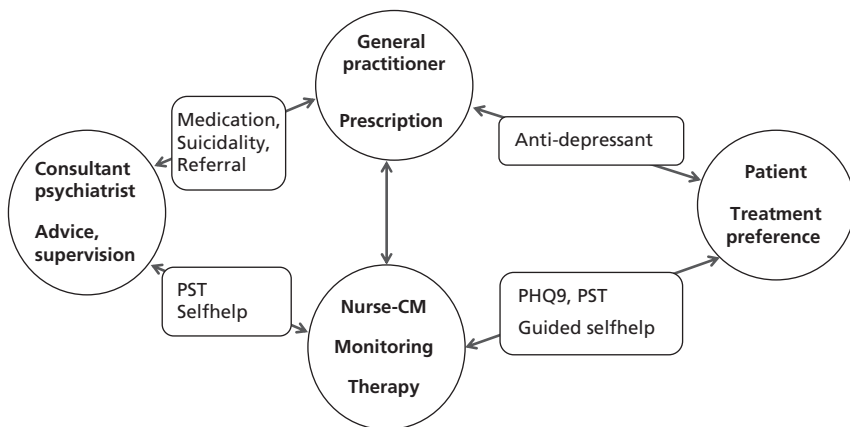 General
practitioner
Prescription
Medication,
Suicidality,
Referral
Anti-depressant
Consultant
psychiatrist
Advice,
supervision
Patient
Treatment
preference
PST
Selfhelp
Nurse-CM
Monitoring
Therapy
PHQ9, PST
Guided selfhelp